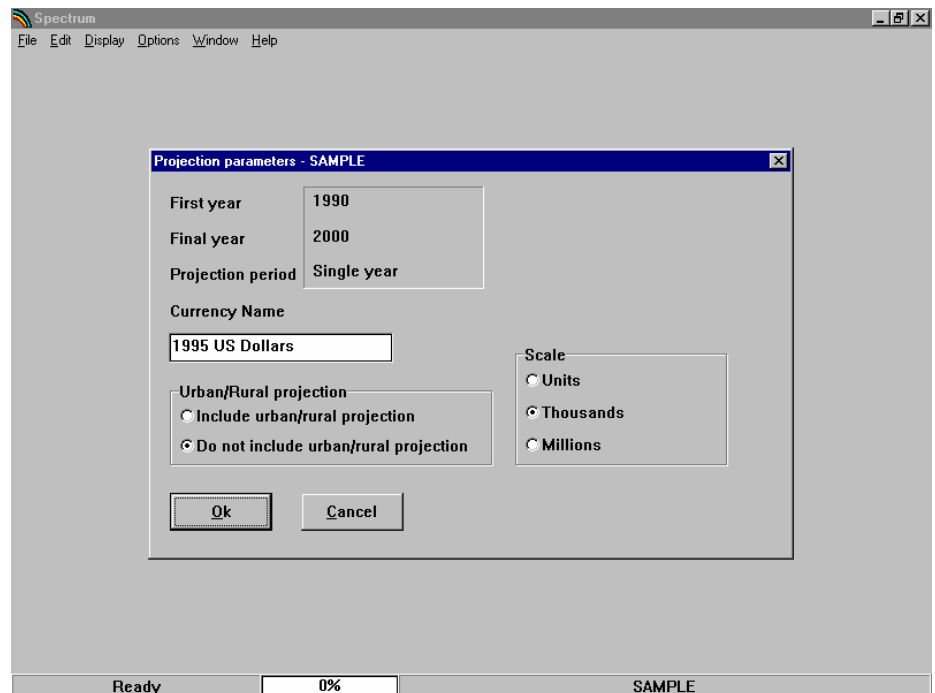 Spectrum
File Edit Display Options Window Help
Projection parameters - SAMPLE
First year 1990
Final year 2000
Projection period Single year
Currency Name
1995 US Dollars
Urban/Rural projection
Include urban/rural projection
Do not include urban/rural projection
Scale
Units
Thousands
Millions
Ok Cancel
Ready 0% SAMPLE